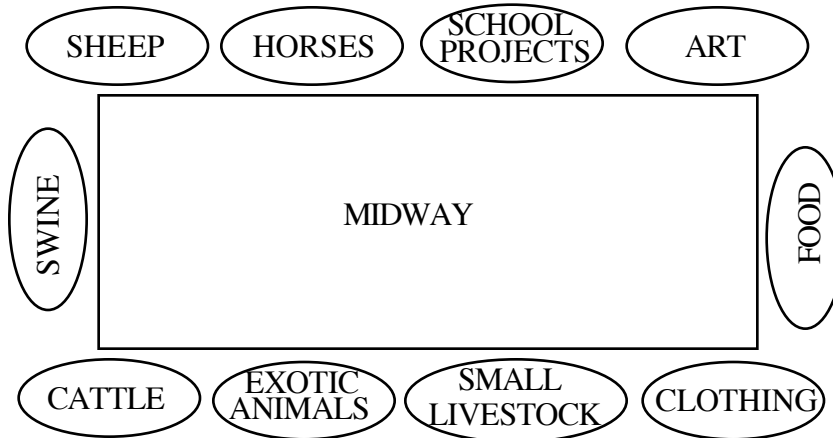 SHEEP
HORSES
SCHOOL
PROJECTS
ART
SWINE
MIDWAY
FOOD
CATTLE
EXOTIC
ANIMALS
SMALL
LIVESTOCK
CLOTHING